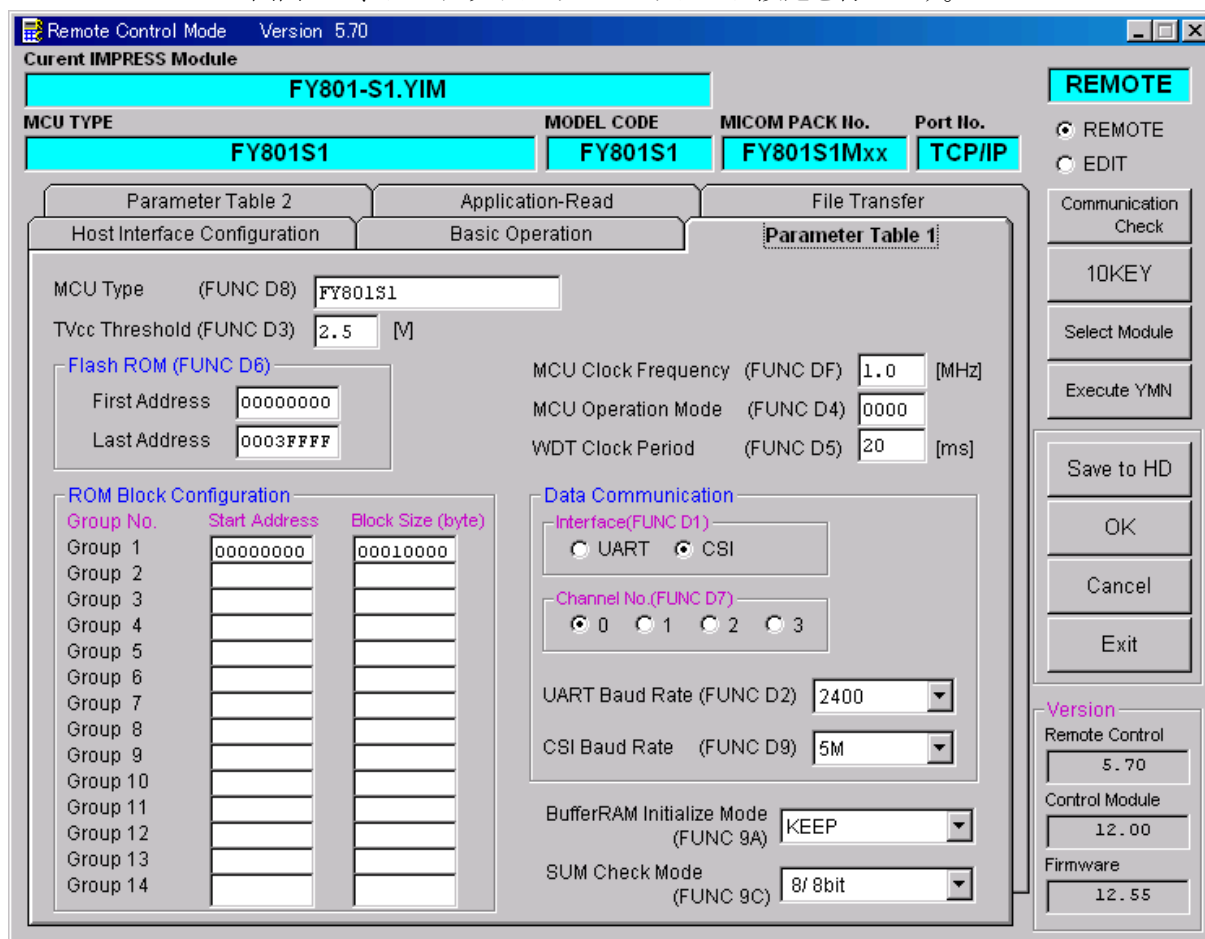 Remote Control Mode Version 5.70
Curent IMPRESS Module
FY801-S1.YIM
MCU TYPE MODEL CODE MICOM PACK No. Port No.
FY801S1 FY801S1 FY801S1Mxx TCP/IP
Parameter Table 2 Application-Read File Transfer
Host Interface Configuration Basic Operation Parameter Table 1
MCU Type (FUNC D8) FY801S1
TVcc Threshold (FUNC D3) 2.5 [V]
Flash ROM (FUNC D6)
First Address 00000000
Last Address 0003FFFF
MCU Clock Frequency (FUNC DF) 1.0 [MHz]
MCU Operation Mode (FUNC D4) 0000
WDT Clock Period (FUNC D5) 20 [ms]
ROM Block Configuration
Group No. Start Address Block Size (byte)
Group 1 00000000 00010000
Group 2
Group 3
Group 4
Group 5
Group 6
Group 7
Group 8
Group 9
Group 10
Group 11
Group 12
Group 13
Group 14
Data Communication
Interface(FUNC D1)
UART CSI
Channel No.(FUNC D7)
0 1 2 3
UART Baud Rate (FUNC D2) 2400
CSI Baud Rate (FUNC D9) 5M
BufferRAM Initialize Mode
(FUNC 9A) KEEP
SUM Check Mode
(FUNC 9C) 8/ 8bit
REMOTE
REMOTE
EDIT
Communication
Check
10KEY
Select Module
Execute YMN
Save to HD
OK
Cancel
Exit
Version
Remote Control
5.70
Control Module
12.00
Firmware
12.55